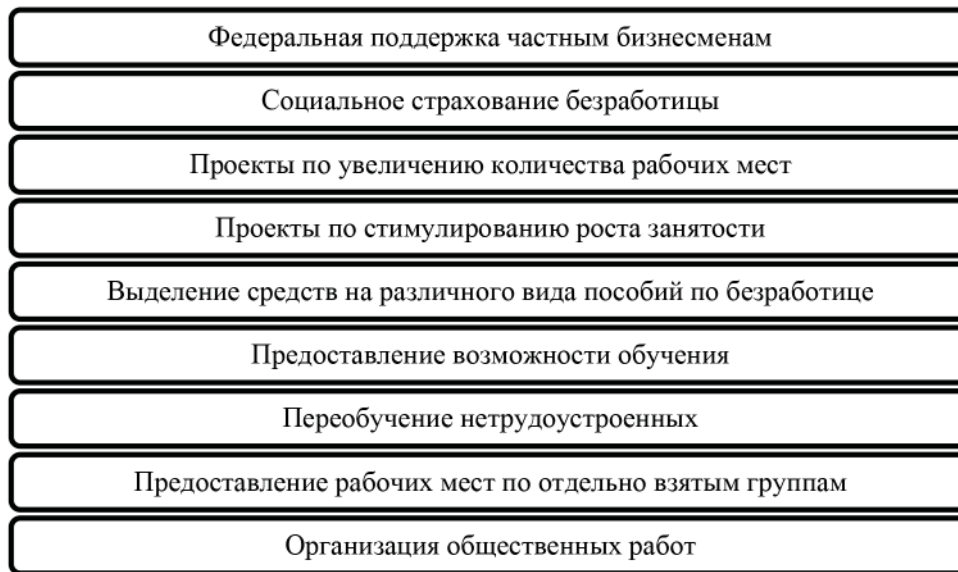 Федеральная поддержка частным бизнесменам
Социальное страхование безработицы
Проекты по увеличению количества рабочих мест
Проекты по стимулированию роста занятости
Выделение средств на различного вида пособий по безработице
Предоставление возможности обучения
Переобучение нетрудоустроенных
Предоставление рабочих мест по отдельно взятым группам
Организация общественных работ